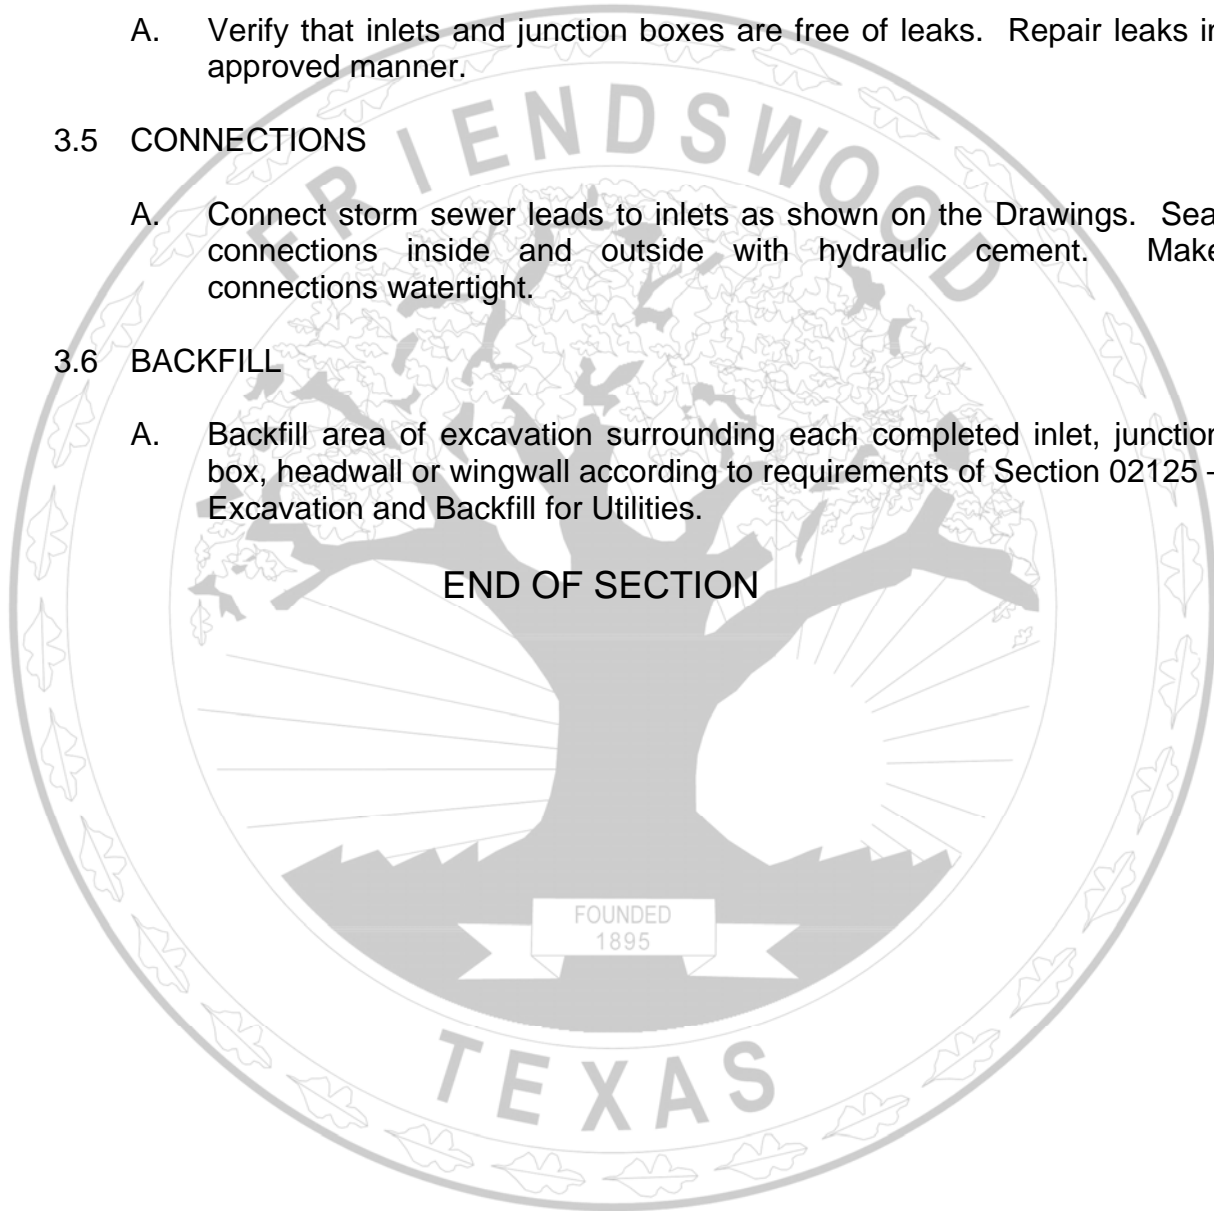 A. Verify that inlets and junction boxes are free of leaks. Repair leaks in
approved manner.
3.5 CONNECTIONS
A. Connect storm sewer leads to inlets as shown on the Drawings. Sea
connections inside and outside with hydraulic cement. Make
connections watertight.
3.6 BACKFILL
A. Backfill area of excavation surrounding each completed inlet, junction
box, headwall or wingwall according to requirements of Section 02125 -
Excavation and Backfill for Utilities.
END OF SECTION
FRIENDSWOOD
FOUNDED
1895
TEXAS